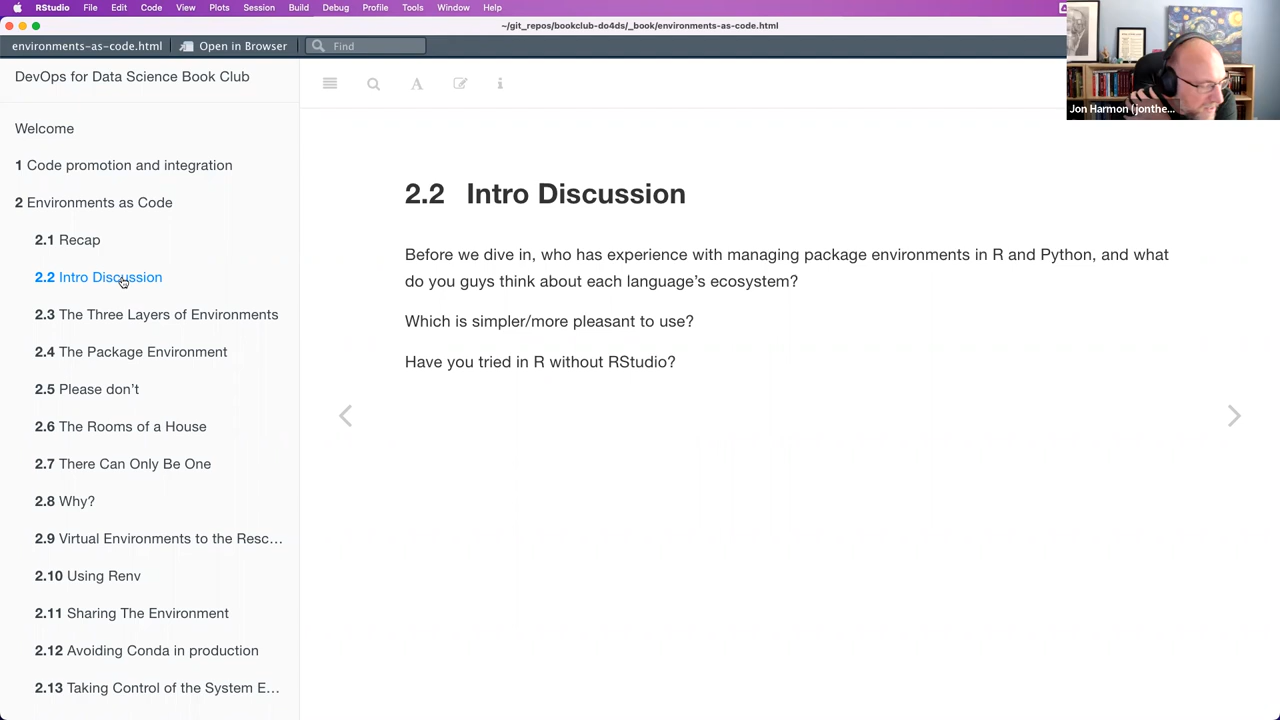 RStudio File Edit Code View Plots Session Build Debug Profile Tools Window Help
~/git_repos/bookclub-do4ds/_book/environments-as-code.html
environments-as-code.html Open in Browser Find
DevOps for Data Science Book Club
Welcome
1 Code promotion and integration
2 Environments as Code
2.1 Recap
2.2 Intro Discussion
2.3 The Three Layers of Environments
2.4 The Package Environment
2.5 Please don't
2.6 The Rooms of a House
2.7 There Can Only Be One
2.8 Why?
2.9 Virtual Environments to the Resc…
2.10 Using Renv
2.11 Sharing The Environment
2.12 Avoiding Conda in production
2.13 Taking Control of the System E…
2.2 Intro Discussion
Before we dive in, who has experience with managing package environments in R and Python, and what
do you guys think about each language's ecosystem?
Which is simpler/more pleasant to use?
Have you tried in R without RStudio?
Jon Harmon (jonthe...